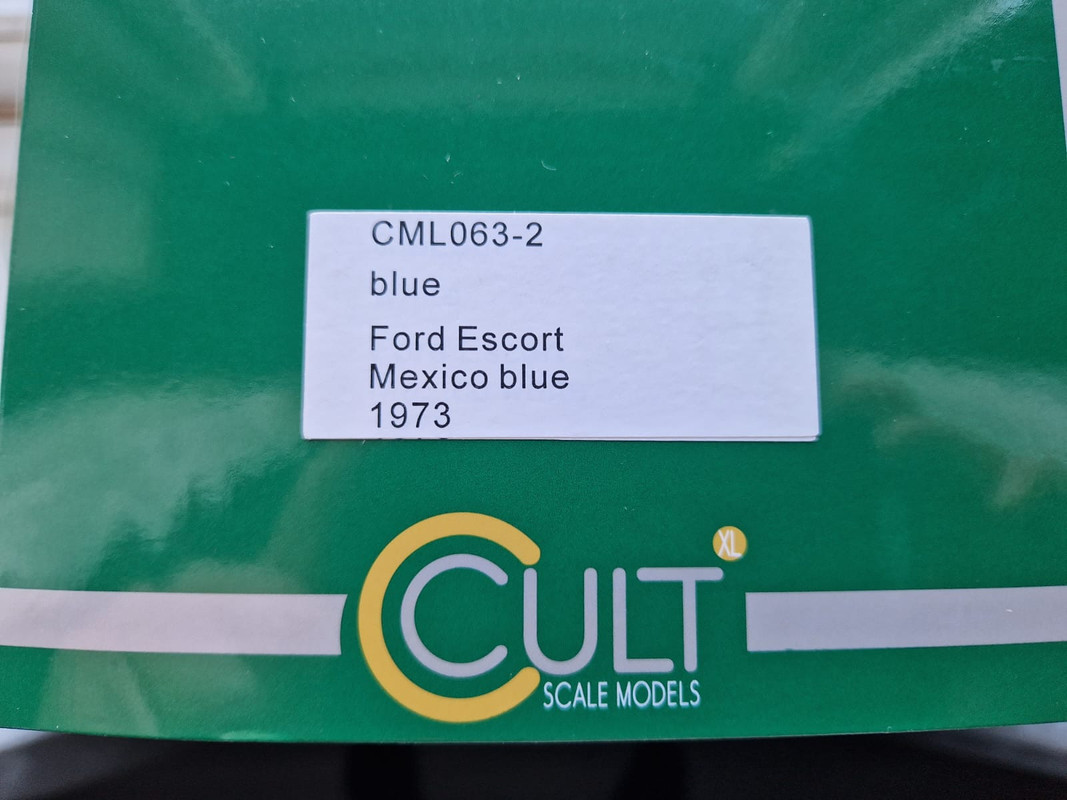 CML063-2
blue
Ford Escort
Mexico blue
1973
CULT XL
SCALE MODELS